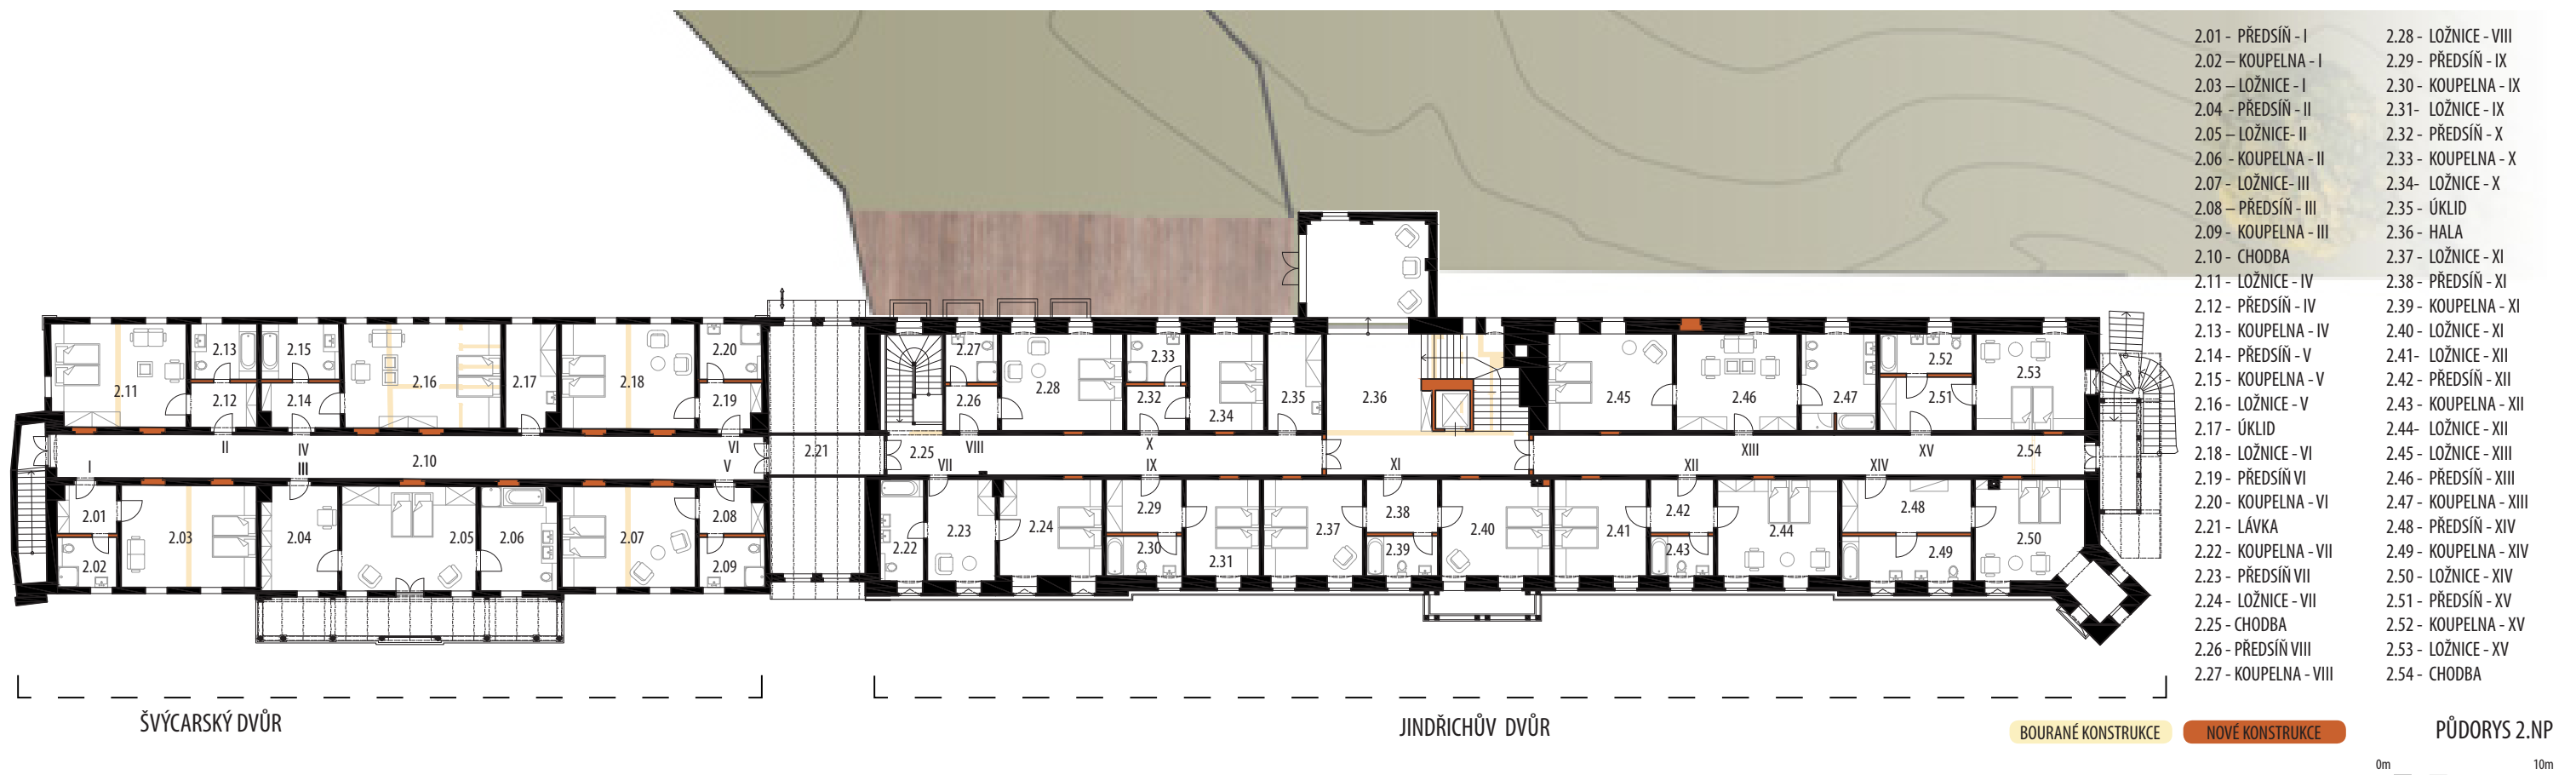 2.01 - PŘEDSÍŇ - I
2.02 – KOUPELNA - I
2.03 – LOŽNICE - I
2.04 - PŘEDSÍŇ - II
2.05 – LOŽNICE- II
2.06 - KOUPELNA - II
2.07 - LOŽNICE- III
2.08 – PŘEDSÍŇ - III
2.09 - KOUPELNA - III
2.10 - CHODBA
2.11 - LOŽNICE - IV
2.12 - PŘEDSÍŇ - IV
2.13 - KOUPELNA - IV
2.14 - PŘEDSÍŇ - V
2.15 - KOUPELNA - V
2.16 - LOŽNICE - V
2.17 - ÚKLID
2.18 - LOŽNICE - VI
2.19 - PŘEDSÍŇ VI
2.20 - KOUPELNA - VI
2.21 - LÁVKA
2.22 - KOUPELNA - VII
2.23 - PŘEDSÍŇ VII
2.24 - LOŽNICE - VII
2.25 - CHODBA
2.26 - PŘEDSÍŇ VIII
2.27 - KOUPELNA - VIII
2.28 - LOŽNICE - VIII
2.29 - PŘEDSÍŇ - IX
2.30 - KOUPELNA - IX
2.31- LOŽNICE - IX
2.32 - PŘEDSÍŇ - X
2.33 - KOUPELNA - X
2.34- LOŽNICE - X
2.35 - ÚKLID
2.36 - HALA
2.37 - LOŽNICE - XI
2.38 - PŘEDSÍŇ - XI
2.39 - KOUPELNA - XI
2.40 - LOŽNICE - XI
2.41- LOŽNICE - XII
2.42 - PŘEDSÍŇ - XII
2.43 - KOUPELNA - XII
2.44- LOŽNICE - XII
2.45 - LOŽNICE - XIII
2.46 - PŘEDSÍŇ - XIII
2.47 - KOUPELNA - XIII
2.48 - PŘEDSÍŇ - XIV
2.49 - KOUPELNA - XIV
2.50 - LOŽNICE - XIV
2.51 - PŘEDSÍŇ - XV
2.52 - KOUPELNA - XV
2.53 - LOŽNICE - XV
2.54 - CHODBA
2.13 2.15 2.20 2.27 2.33 2.52
2.11 2.16 2.17 2.18 2.28 2.53
2.12 2.14 2.19 2.26 2.32 2.34 2.35 2.36 2.45 2.46 2.47 2.51
II IV VI VIII X XIII XV
2.10 2.21 2.25 2.54
I III V VII IX XI XII XIV
2.01 2.08 2.29 2.38 2.42 2.48
2.03 2.04 2.05 2.06 2.07 2.23 2.24 2.37 2.40 2.41 2.44 2.50
2.02 2.09 2.22 2.30 2.31 2.39 2.43 2.49
ŠVÝCARSKÝ DVŮR
JINDŘICHŮV DVŮR
BOURANÉ KONSTRUKCE
NOVÉ KONSTRUKCE
PŮDORYS 2.NP
0m 10m